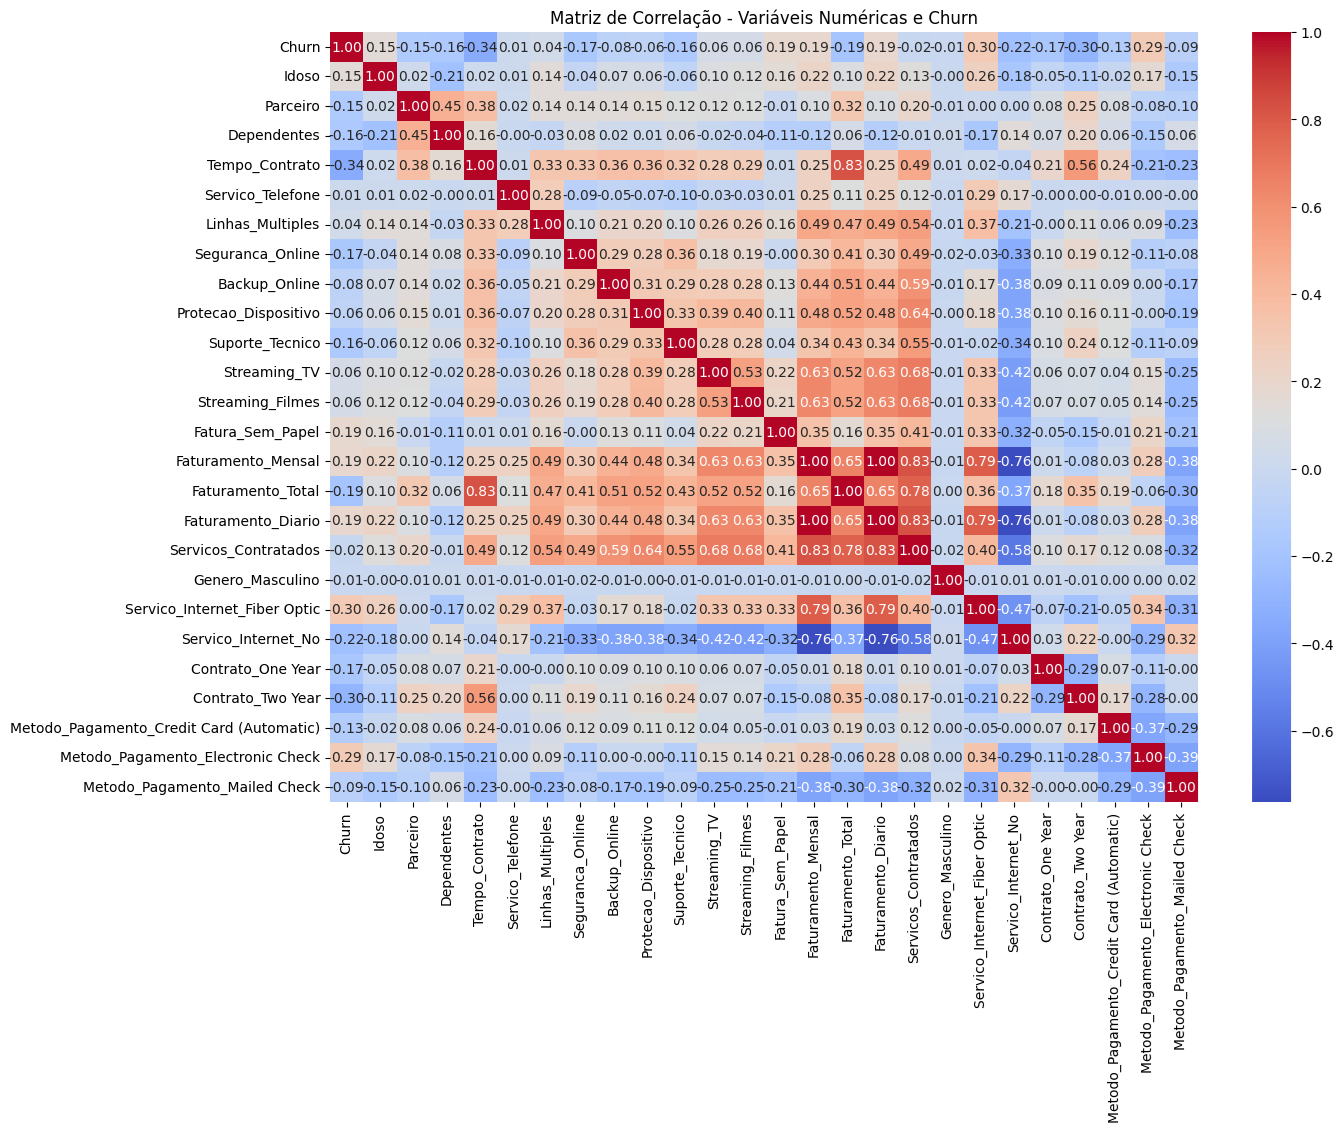 Matriz de Correlação - Variáveis Numéricas e Churn
Churn 1.00 0.15 -0.15 -0.16 -0.34 0.01 0.04 -0.17 -0.08 -0.06 -0.16 0.06 0.06 0.19 0.19 -0.19 0.19 -0.02 -0.01 0.30 -0.22 -0.17 -0.30 -0.13 0.29 -0.09
Idoso 0.15 1.00 0.02 -0.21 0.02 0.01 0.14 -0.04 0.07 0.06 -0.06 0.10 0.12 0.16 0.22 0.10 0.22 0.13 -0.00 0.26 -0.18 -0.05 -0.11 -0.02 0.17 -0.15
Parceiro -0.15 0.02 1.00 0.45 0.38 0.02 0.14 0.14 0.14 0.15 0.12 0.12 0.12 -0.01 0.10 0.32 0.10 0.20 -0.01 0.00 0.00 0.08 0.25 0.08 -0.08 -0.10
Dependentes -0.16 -0.21 0.45 1.00 0.16 -0.00 -0.03 0.08 0.02 0.01 0.06 -0.02 -0.04 -0.11 -0.12 0.06 -0.12 -0.01 0.01 -0.17 0.14 0.07 0.20 0.06 -0.15 0.06
Tempo_Contrato -0.34 0.02 0.38 0.16 1.00 0.01 0.33 0.33 0.36 0.36 0.32 0.28 0.29 0.01 0.25 0.83 0.25 0.49 0.01 0.02 -0.04 0.21 0.56 0.24 -0.21 -0.23
Servico_Telefone 0.01 0.01 0.02 -0.00 0.01 1.00 0.28 -0.09 -0.05 -0.07 -0.10 -0.03 -0.03 0.01 0.25 0.11 0.25 0.12 -0.01 0.29 0.17 -0.00 0.00 -0.01 0.00 -0.00
Linhas_Multiples 0.04 0.14 0.14 -0.03 0.33 0.28 1.00 0.10 0.21 0.20 0.10 0.26 0.26 0.16 0.49 0.47 0.49 0.54 -0.01 0.37 -0.21 -0.00 0.11 0.06 0.09 -0.23
Seguranca_Online -0.17 -0.04 0.14 0.08 0.33 -0.09 0.10 1.00 0.29 0.28 0.36 0.18 0.19 -0.00 0.30 0.41 0.30 0.49 -0.02 -0.03 -0.33 0.10 0.19 0.12 -0.11 -0.08
Backup_Online -0.08 0.07 0.14 0.02 0.36 -0.05 0.21 0.29 1.00 0.31 0.29 0.28 0.28 0.13 0.44 0.51 0.44 0.59 -0.01 0.17 -0.38 0.09 0.11 0.09 0.00 -0.17
Protecao_Dispositivo -0.06 0.06 0.15 0.01 0.36 -0.07 0.20 0.28 0.31 1.00 0.33 0.39 0.40 0.11 0.48 0.52 0.48 0.64 -0.00 0.18 -0.38 0.10 0.16 0.11 -0.00 -0.19
Suporte_Tecnico -0.16 -0.06 0.12 0.06 0.32 -0.10 0.10 0.36 0.29 0.33 1.00 0.28 0.28 0.04 0.34 0.43 0.34 0.55 -0.01 -0.02 -0.34 0.10 0.24 0.12 -0.11 -0.09
Streaming_TV 0.06 0.10 0.12 -0.02 0.28 -0.03 0.26 0.18 0.28 0.39 0.28 1.00 0.53 0.22 0.63 0.52 0.63 0.68 -0.01 0.33 -0.42 0.06 0.07 0.04 0.15 -0.25
Streaming_Filmes 0.06 0.12 0.12 -0.04 0.29 -0.03 0.26 0.19 0.28 0.40 0.28 0.53 1.00 0.21 0.63 0.52 0.63 0.68 -0.01 0.33 -0.42 0.07 0.07 0.05 0.14 -0.25
Fatura_Sem_Papel 0.19 0.16 -0.01 -0.11 0.01 0.01 0.16 -0.00 0.13 0.11 0.04 0.22 0.21 1.00 0.35 0.16 0.35 0.41 -0.01 0.33 -0.32 -0.05 -0.15 -0.01 0.21 -0.21
Faturamento_Mensal 0.19 0.22 0.10 -0.12 0.25 0.25 0.49 0.30 0.44 0.48 0.34 0.63 0.63 0.35 1.00 0.65 1.00 0.83 -0.01 0.79 -0.76 0.01 -0.08 0.03 0.28 -0.38
Faturamento_Total -0.19 0.10 0.32 0.06 0.83 0.11 0.47 0.41 0.51 0.52 0.43 0.52 0.52 0.16 0.65 1.00 0.65 0.78 0.00 0.36 -0.37 0.18 0.35 0.19 -0.06 -0.30
Faturamento_Diario 0.19 0.22 0.10 -0.12 0.25 0.25 0.49 0.30 0.44 0.48 0.34 0.63 0.63 0.35 1.00 0.65 1.00 0.83 -0.01 0.79 -0.76 0.01 -0.08 0.03 0.28 -0.38
Servicos_Contratados -0.02 0.13 0.20 -0.01 0.49 0.12 0.54 0.49 0.59 0.64 0.55 0.68 0.68 0.41 0.83 0.78 0.83 1.00 -0.02 0.40 -0.58 0.10 0.17 0.12 0.08 -0.32
Genero_Masculino -0.01 -0.00 -0.01 0.01 0.01 -0.01 -0.01 -0.02 -0.01 -0.00 -0.01 -0.01 -0.01 -0.01 -0.01 0.00 -0.01 -0.02 1.00 -0.01 0.01 0.01 -0.01 0.00 0.00 0.02
Servico_Internet_Fiber Optic 0.30 0.26 0.00 -0.17 0.02 0.29 0.37 -0.03 0.17 0.18 -0.02 0.33 0.33 0.33 0.79 0.36 0.79 0.40 -0.01 1.00 -0.47 -0.07 -0.21 -0.05 0.34 -0.31
Servico_Internet_No -0.22 -0.18 0.00 0.14 -0.04 0.17 -0.21 -0.33 -0.38 -0.38 -0.34 -0.42 -0.42 -0.32 -0.76 -0.37 -0.76 -0.58 0.01 -0.47 1.00 0.03 0.22 -0.00 -0.29 0.32
Contrato_One Year -0.17 -0.05 0.08 0.07 0.21 -0.00 -0.00 0.10 0.09 0.10 0.10 0.06 0.07 -0.05 0.01 0.18 0.01 0.10 0.01 -0.07 0.03 1.00 -0.29 0.07 -0.11 -0.00
Contrato_Two Year -0.30 -0.11 0.25 0.20 0.56 0.00 0.11 0.19 0.11 0.16 0.24 0.07 0.07 -0.15 -0.08 0.35 -0.08 0.17 -0.01 -0.21 0.22 -0.29 1.00 0.17 -0.28 -0.00
Metodo_Pagamento_Credit Card (Automatic) -0.13 -0.02 0.08 0.06 0.24 -0.01 0.06 0.12 0.09 0.11 0.12 0.04 0.05 -0.01 0.03 0.19 0.03 0.12 0.00 -0.05 -0.00 0.07 0.17 1.00 -0.37 -0.29
Metodo_Pagamento_Electronic Check 0.29 0.17 -0.08 -0.15 -0.21 0.00 0.09 -0.11 0.00 -0.00 -0.11 0.15 0.14 0.21 0.28 -0.06 0.28 0.08 0.00 0.34 -0.29 -0.11 -0.28 -0.37 1.00 -0.39
Metodo_Pagamento_Mailed Check -0.09 -0.15 -0.10 0.06 -0.23 -0.00 -0.23 -0.08 -0.17 -0.19 -0.09 -0.25 -0.25 -0.21 -0.38 -0.30 -0.38 -0.32 0.02 -0.31 0.32 -0.00 -0.00 -0.29 -0.39 1.00
Churn
Idoso
Parceiro
Dependentes
Tempo_Contrato
Servico_Telefone
Linhas_Multiples
Seguranca_Online
Backup_Online
Protecao_Dispositivo
Suporte_Tecnico
Streaming_TV
Streaming_Filmes
Fatura_Sem_Papel
Faturamento_Mensal
Faturamento_Total
Faturamento_Diario
Servicos_Contratados
Genero_Masculino
Servico_Internet_Fiber Optic
Servico_Internet_No
Contrato_One Year
Contrato_Two Year
Metodo_Pagamento_Credit Card (Automatic)
Metodo_Pagamento_Electronic Check
Metodo_Pagamento_Mailed Check
1.0
0.8
0.6
0.4
0.2
0.0
−0.2
−0.4
−0.6